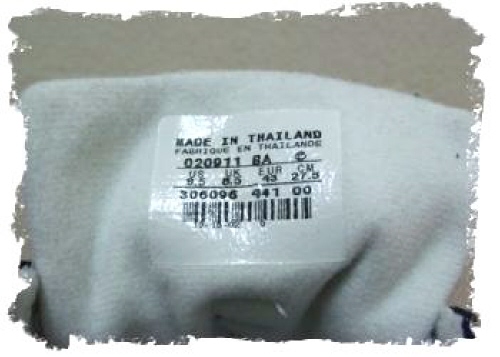 MADE IN THAILAND
FABRIQUE EN THAILANDE
020911 SA ©
US UK EUR CM
9.5 8.5 43 27.5
306096 441 00